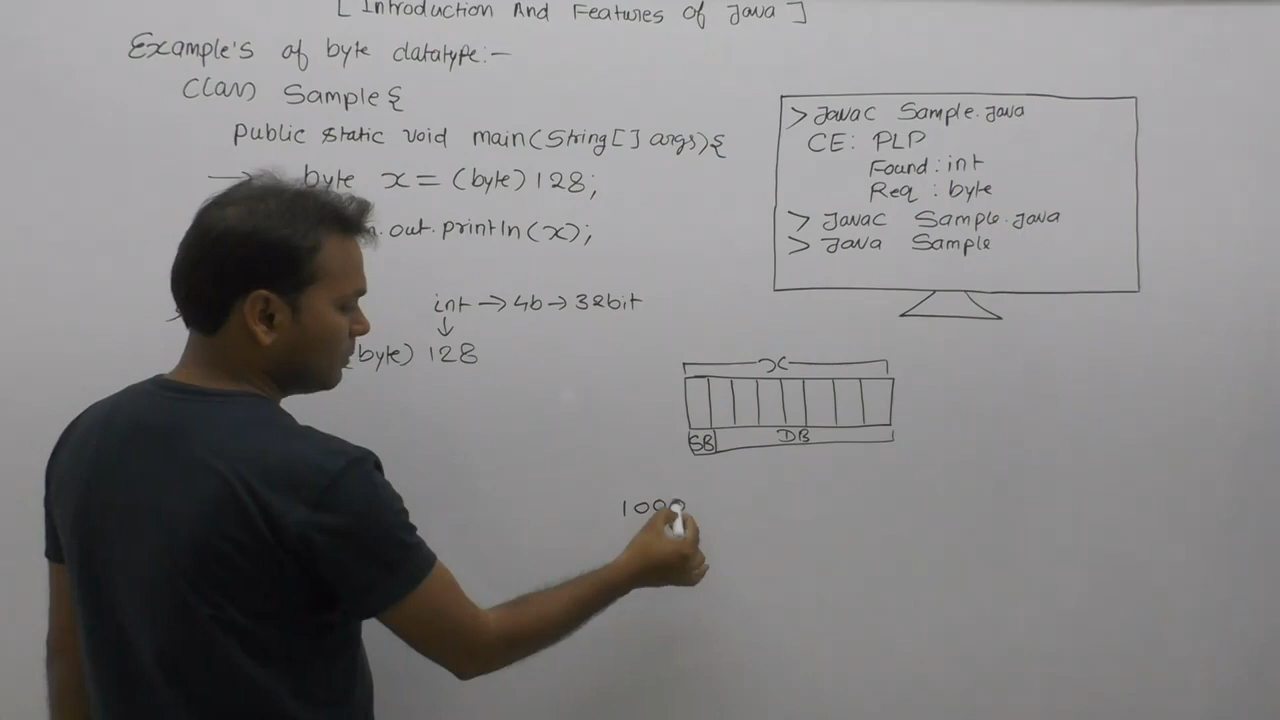 [ Introduction And Features of Java ]
Example's of byte datatype:-
Class Sample{
public static void main(String[] args){
→ byte x = (byte)128;
.out.println(x);
int → 4b → 32bit
↓
(byte) 128
> Javac Sample.java
CE: PLP
Found: int
Req : byte
> Javac Sample.java
> Java Sample
x
SB DB
1000